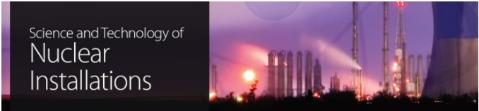 Science and Technology of
Nuclear
Installations